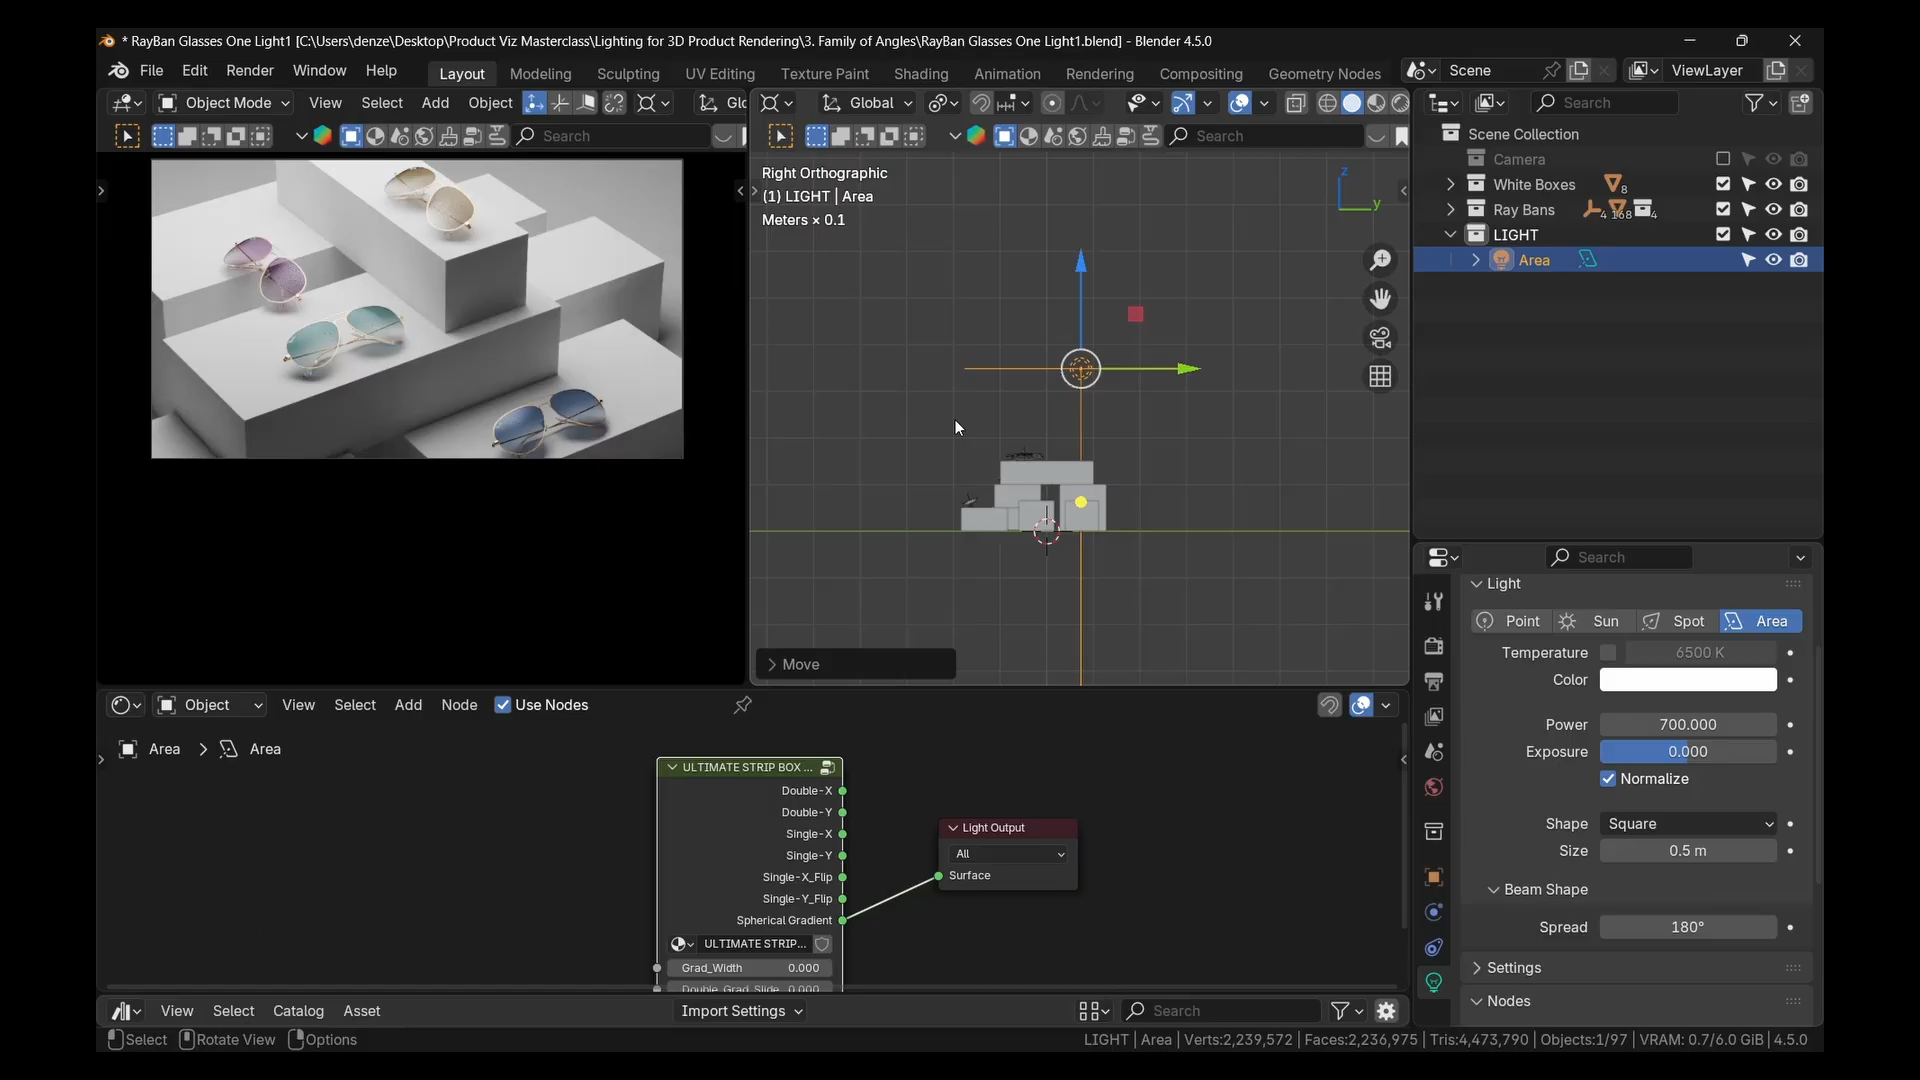 * RayBan Glasses One Light1 [C:\Users\denze\Desktop\Product Viz Masterclass\Lighting for 3D Product Rendering\3. Family of Angles\RayBan Glasses One Light1.blend] - Blender 4.5.0
File Edit Render Window Help Layout Modeling Sculpting UV Editing Texture Paint Shading Animation Rendering Compositing Geometry Nodes Scene ViewLayer
Object Mode View Select Add Object Glo Global Search
Search Search
Scene Collection
Camera
White Boxes 8
Ray Bans 4 168 4
LIGHT
Area
Right Orthographic
(1) LIGHT | Area
Meters × 0.1
z
y
Move
Search
Light
Point Sun Spot Area
Temperature 6500 K
Color
Power 700.000
Exposure 0.000
Normalize
Shape Square
Size 0.5 m
Beam Shape
Spread 180°
Settings
Nodes
Object View Select Add Node Use Nodes
Area Area
ULTIMATE STRIP BOX ...
Double-X
Double-Y
Single-X
Single-Y
Single-X_Flip
Single-Y_Flip
Spherical Gradient
ULTIMATE STRIP...
Grad_Width 0.000
Double_Grad_Slide 0.000
Light Output
All
Surface
View Select Catalog Asset Import Settings Search
Select Rotate View Options LIGHT | Area | Verts:2,239,572 | Faces:2,236,975 | Tris:4,473,790 | Objects:1/97 | VRAM: 0.7/6.0 GiB | 4.5.0